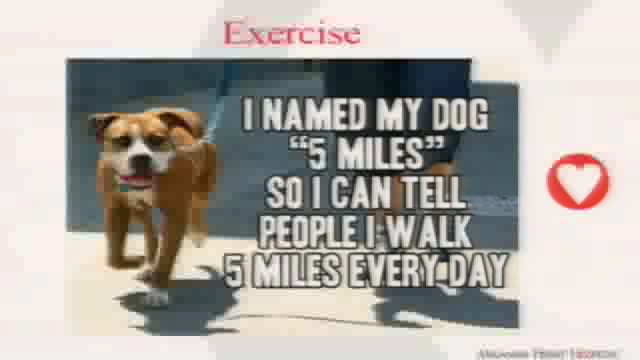 Exercise
I NAMED MY DOG
“5 MILES”
SO I CAN TELL
PEOPLE I WALK
5 MILES EVERY DAY